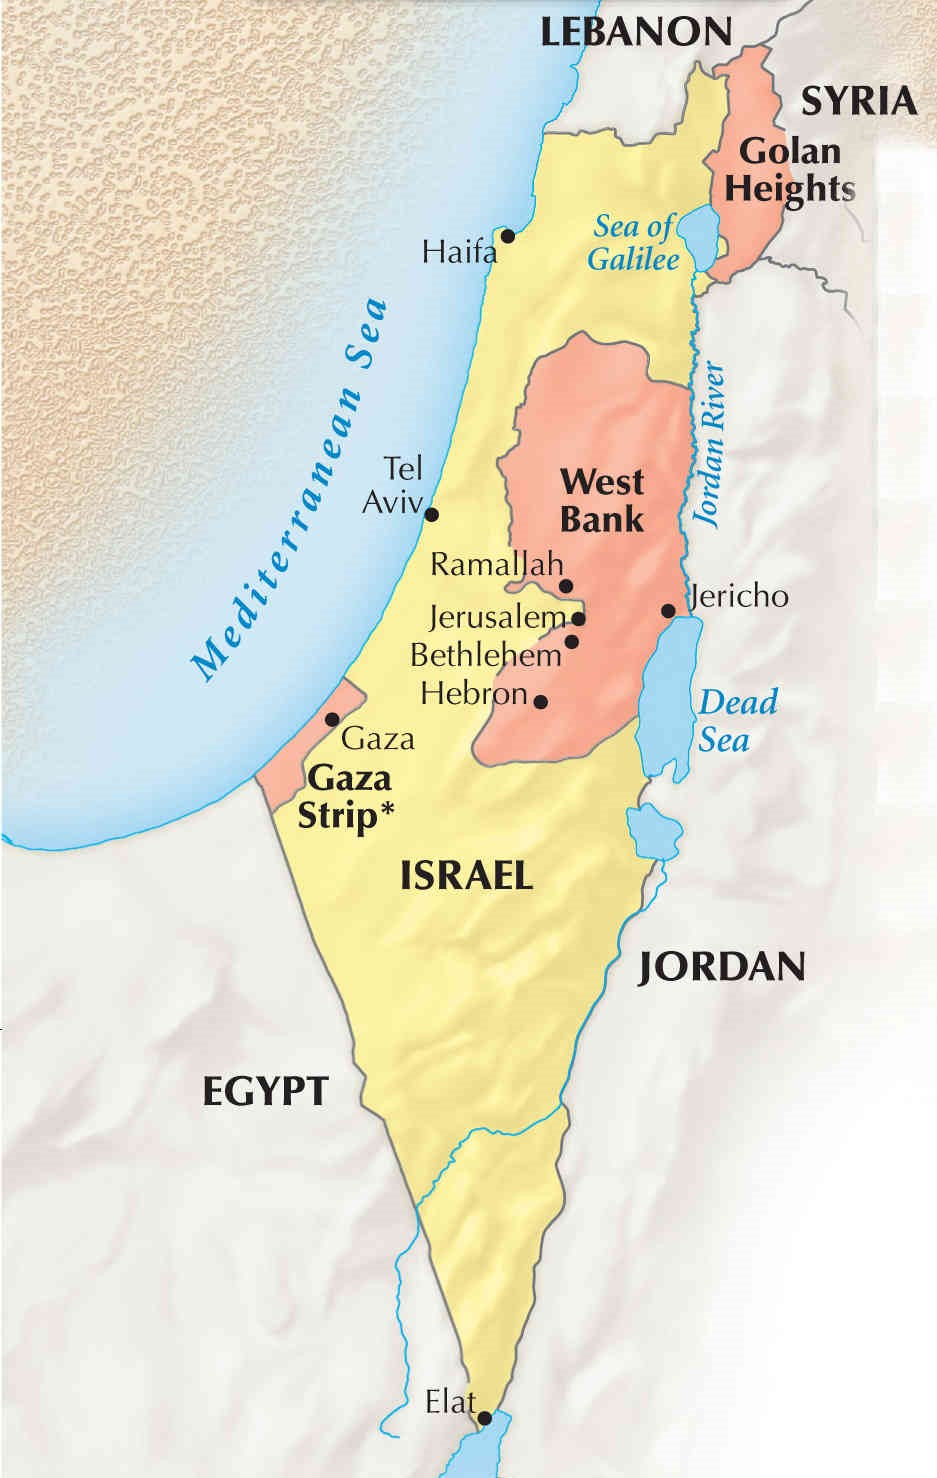 LEBANON
SYRIA
Golan
Heights
Sea of
Galilee
Haifa
Mediterranean Sea
Jordan River
Tel
Aviv
West
Bank
Ramallah
Jericho
Jerusalem
Bethlehem
Hebron
Dead
Sea
Gaza
Gaza
Strip*
ISRAEL
JORDAN
EGYPT
Elat